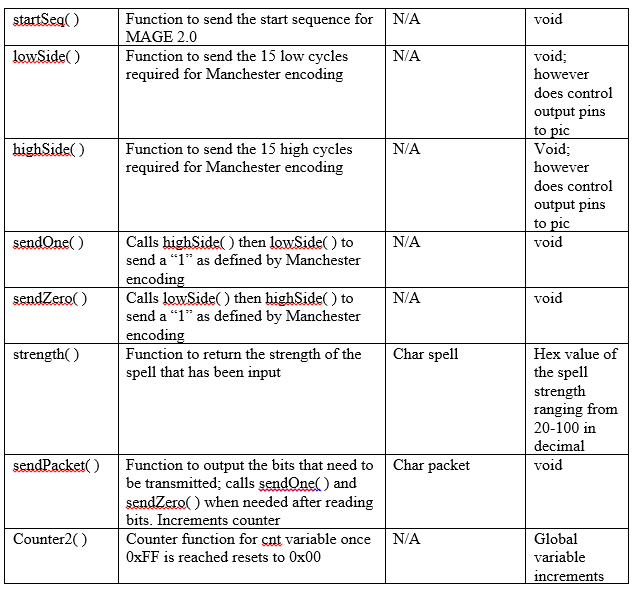 startSeq( )
Function to send the start sequence for
MAGE 2.0
N/A
void
lowSide( )
Function to send the 15 low cycles
required for Manchester encoding
N/A
void;
however
does control
output pins
to pic
highSide( )
Function to send the 15 high cycles
required for Manchester encoding
N/A
Void;
however
does control
output pins
to pic
sendOne( )
Calls highSide( ) then lowSide( ) to
send a “1” as defined by Manchester
encoding
N/A
void
sendZero( )
Calls lowSide( ) then highSide( ) to
send a “1” as defined by Manchester
encoding
N/A
void
strength( )
Function to return the strength of the
spell that has been input
Char spell
Hex value of
the spell
strength
ranging from
20-100 in
decimal
sendPacket( )
Function to output the bits that need to
be transmitted; calls sendOne( ) and
sendZero( ) when needed after reading
bits. Increments counter
Char packet
void
Counter2( )
Counter function for cnt variable once
0xFF is reached resets to 0x00
N/A
Global
variable
increments